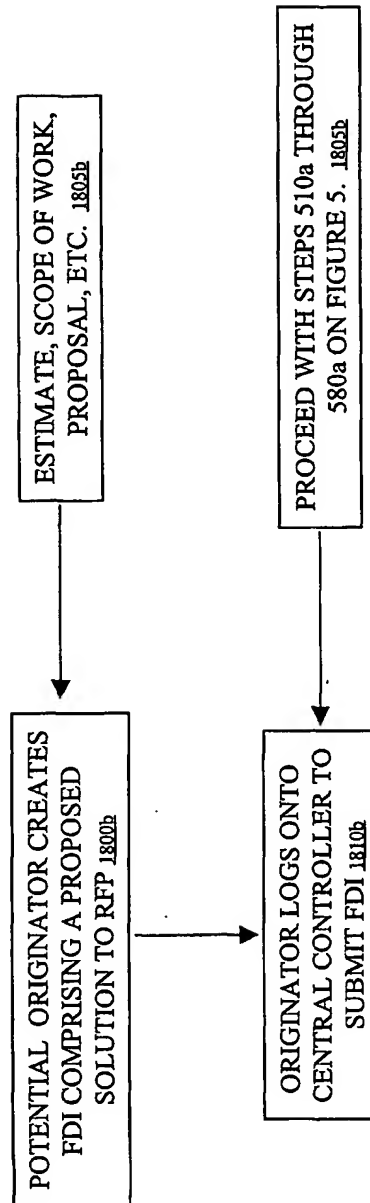 POTENTIAL ORIGINATOR CREATES
FDI COMPRISING A PROPOSED
SOLUTION TO RFP 1800b
ESTIMATE, SCOPE OF WORK,
PROPOSAL, ETC. 1805b
ORIGINATOR LOGS ONTO
CENTRAL CONTROLLER TO
SUBMIT FDI 1810b
PROCEED WITH STEPS 510a THROUGH
580a ON FIGURE 5. 1805b